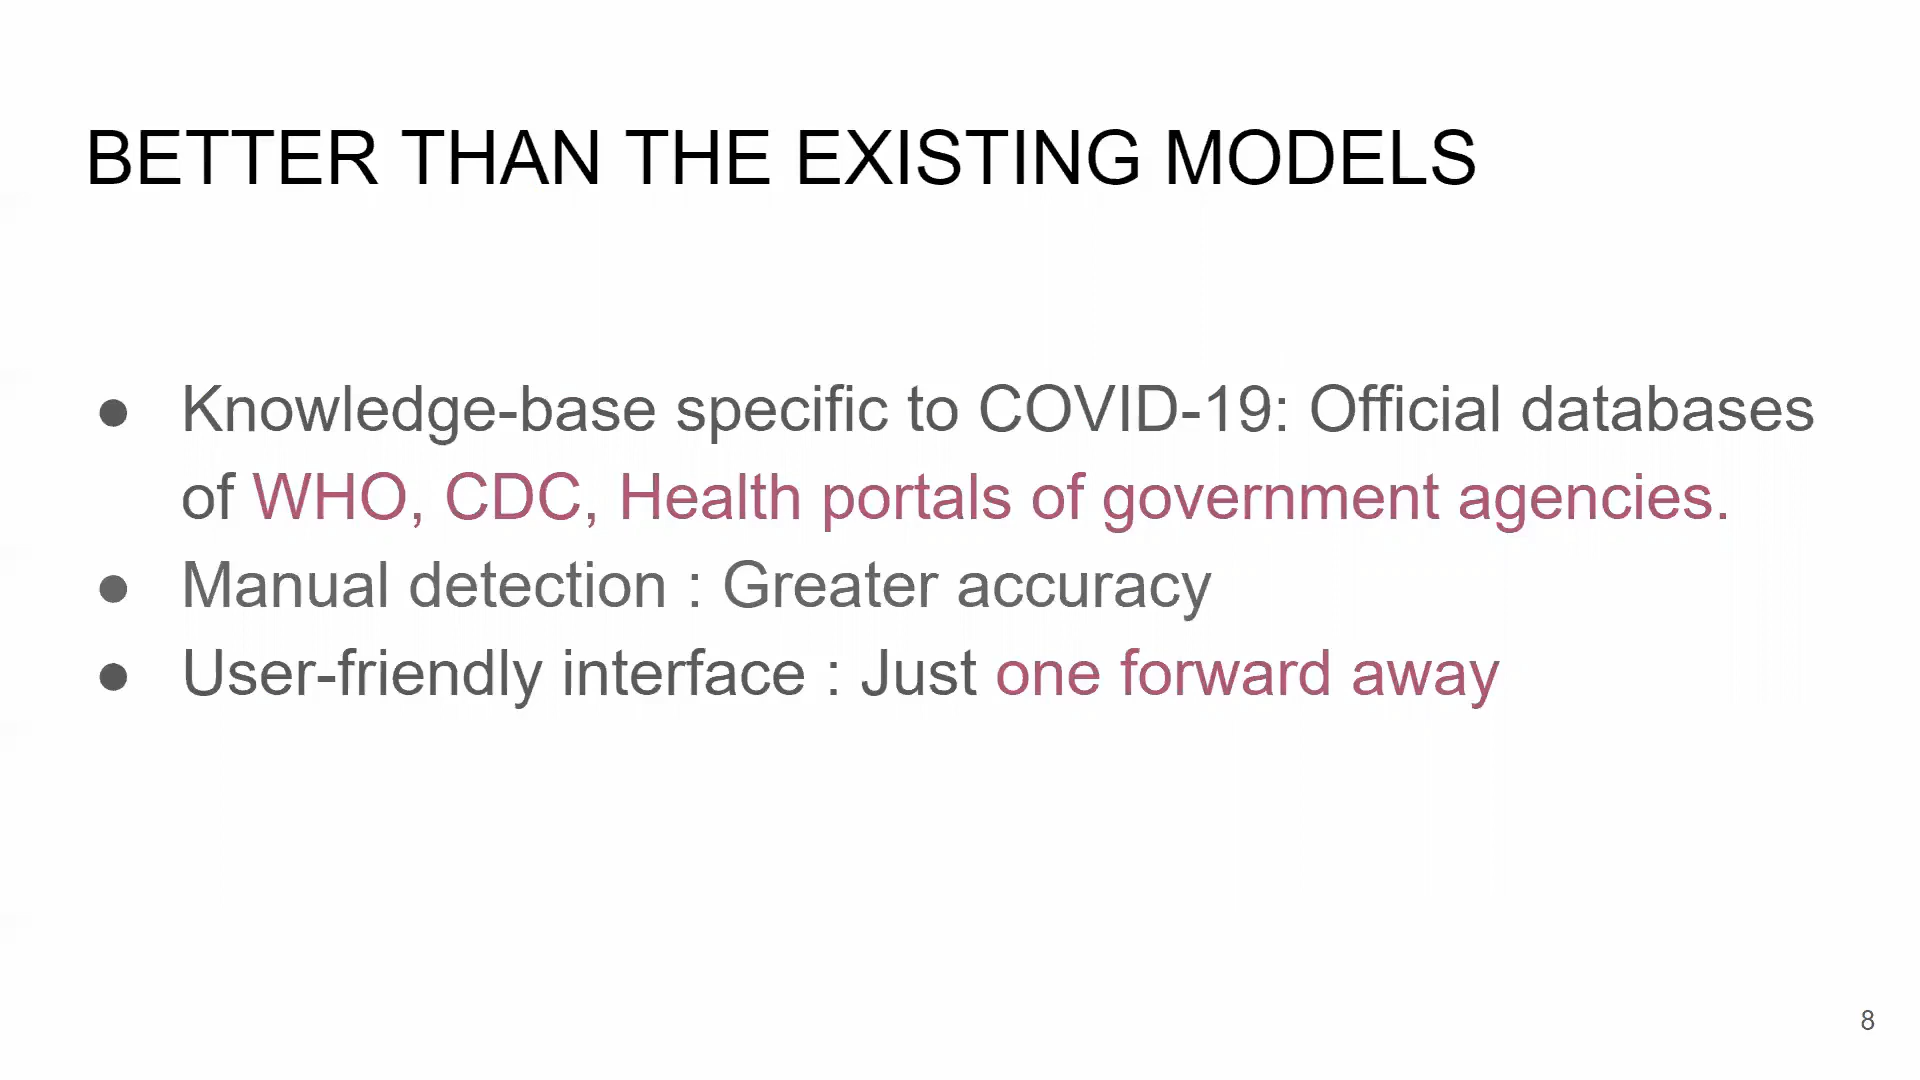 BETTER THAN THE EXISTING MODELS
● Knowledge-base specific to COVID-19: Official databases
of WHO, CDC, Health portals of government agencies.
● Manual detection : Greater accuracy
● User-friendly interface : Just one forward away
8